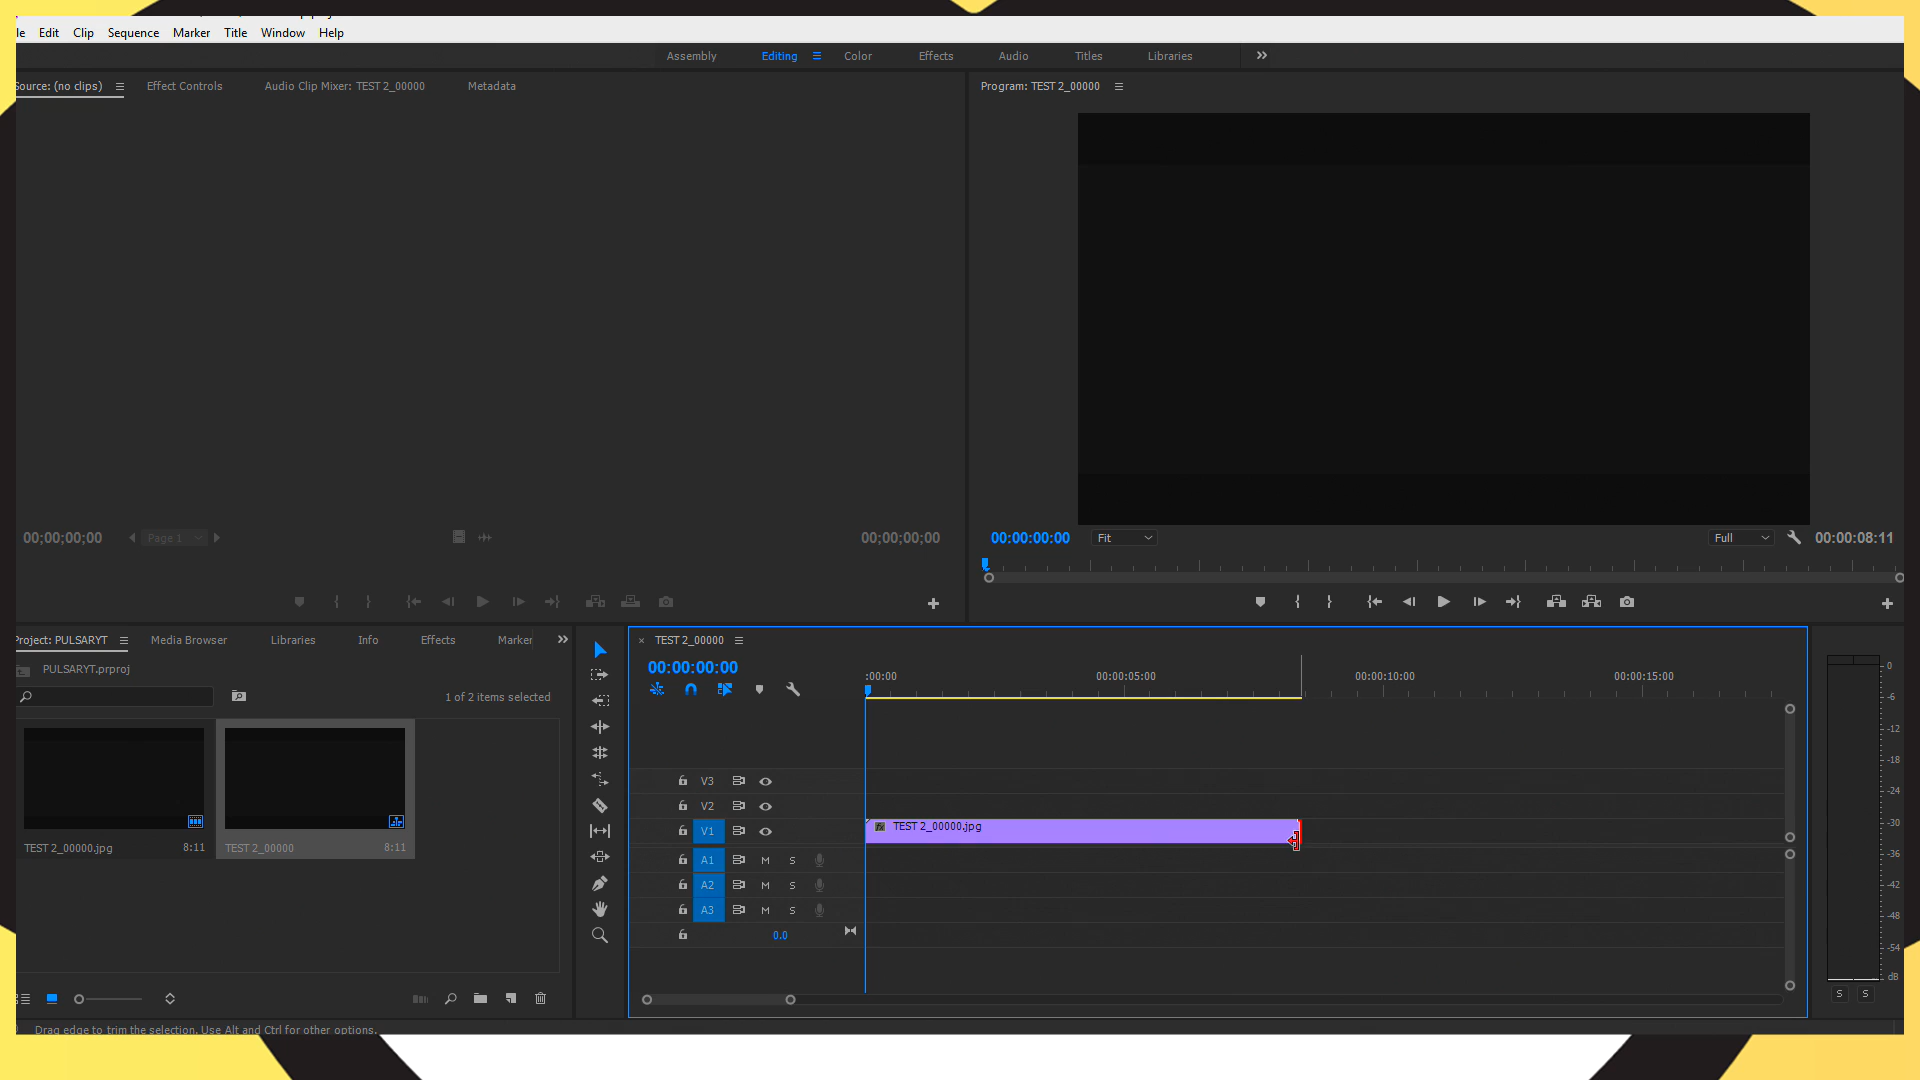 le Edit Clip Sequence Marker Title Window Help
Assembly Editing Color Effects Audio Titles Libraries
Source: (no clips) Effect Controls Audio Clip Mixer: TEST 2_00000 Metadata
Program: TEST 2_00000
00;00;00;00 Page 1 00;00;00;00
00:00:00:00 Fit Full 00:00:08:11
Project: PULSARYT Media Browser Libraries Info Effects Marker
PULSARYT.prproj
1 of 2 items selected
TEST 2_00000.jpg 8:11
TEST 2_00000 8:11
TEST 2_00000
00:00:00:00
:00:00 00:00:05:00 00:00:10:00 00:00:15:00
V3
V2
V1 TEST 2_00000.jpg
A1 M S
A2 M S
A3 M S
0.0
0
-6
-12
-18
-24
-30
-36
-42
-48
-54
dB
S S
Drag edge to trim the selection. Use Alt and Ctrl for other options.